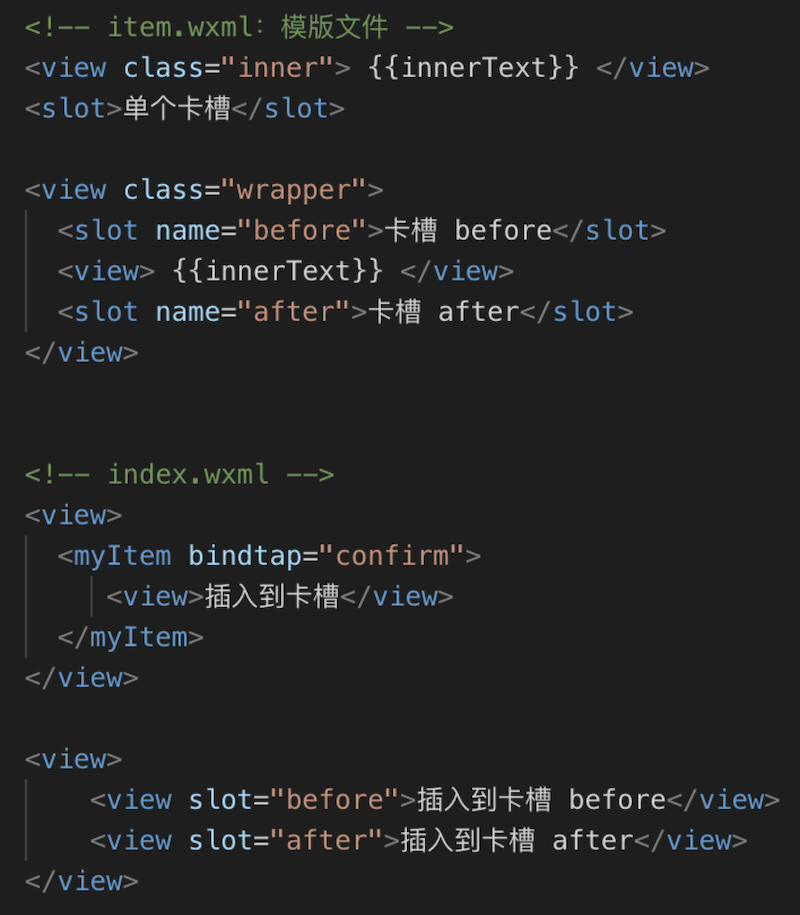 <!-- item.wxml: 模版文件 -->
<view class="inner"> {{innerText}} </view>
<slot>单个卡槽</slot>
<view class="wrapper">
<slot name="before">卡槽 before</slot>
<view> {{innerText}} </view>
<slot name="after">卡槽 after</slot>
</view>
<!-- index.wxml -->
<view>
<myItem bindtap="confirm">
<view>插入到卡槽</view>
</myItem>
</view>
<view>
<view slot="before">插入到卡槽 before</view>
<view slot="after">插入到卡槽 after</view>
</view>